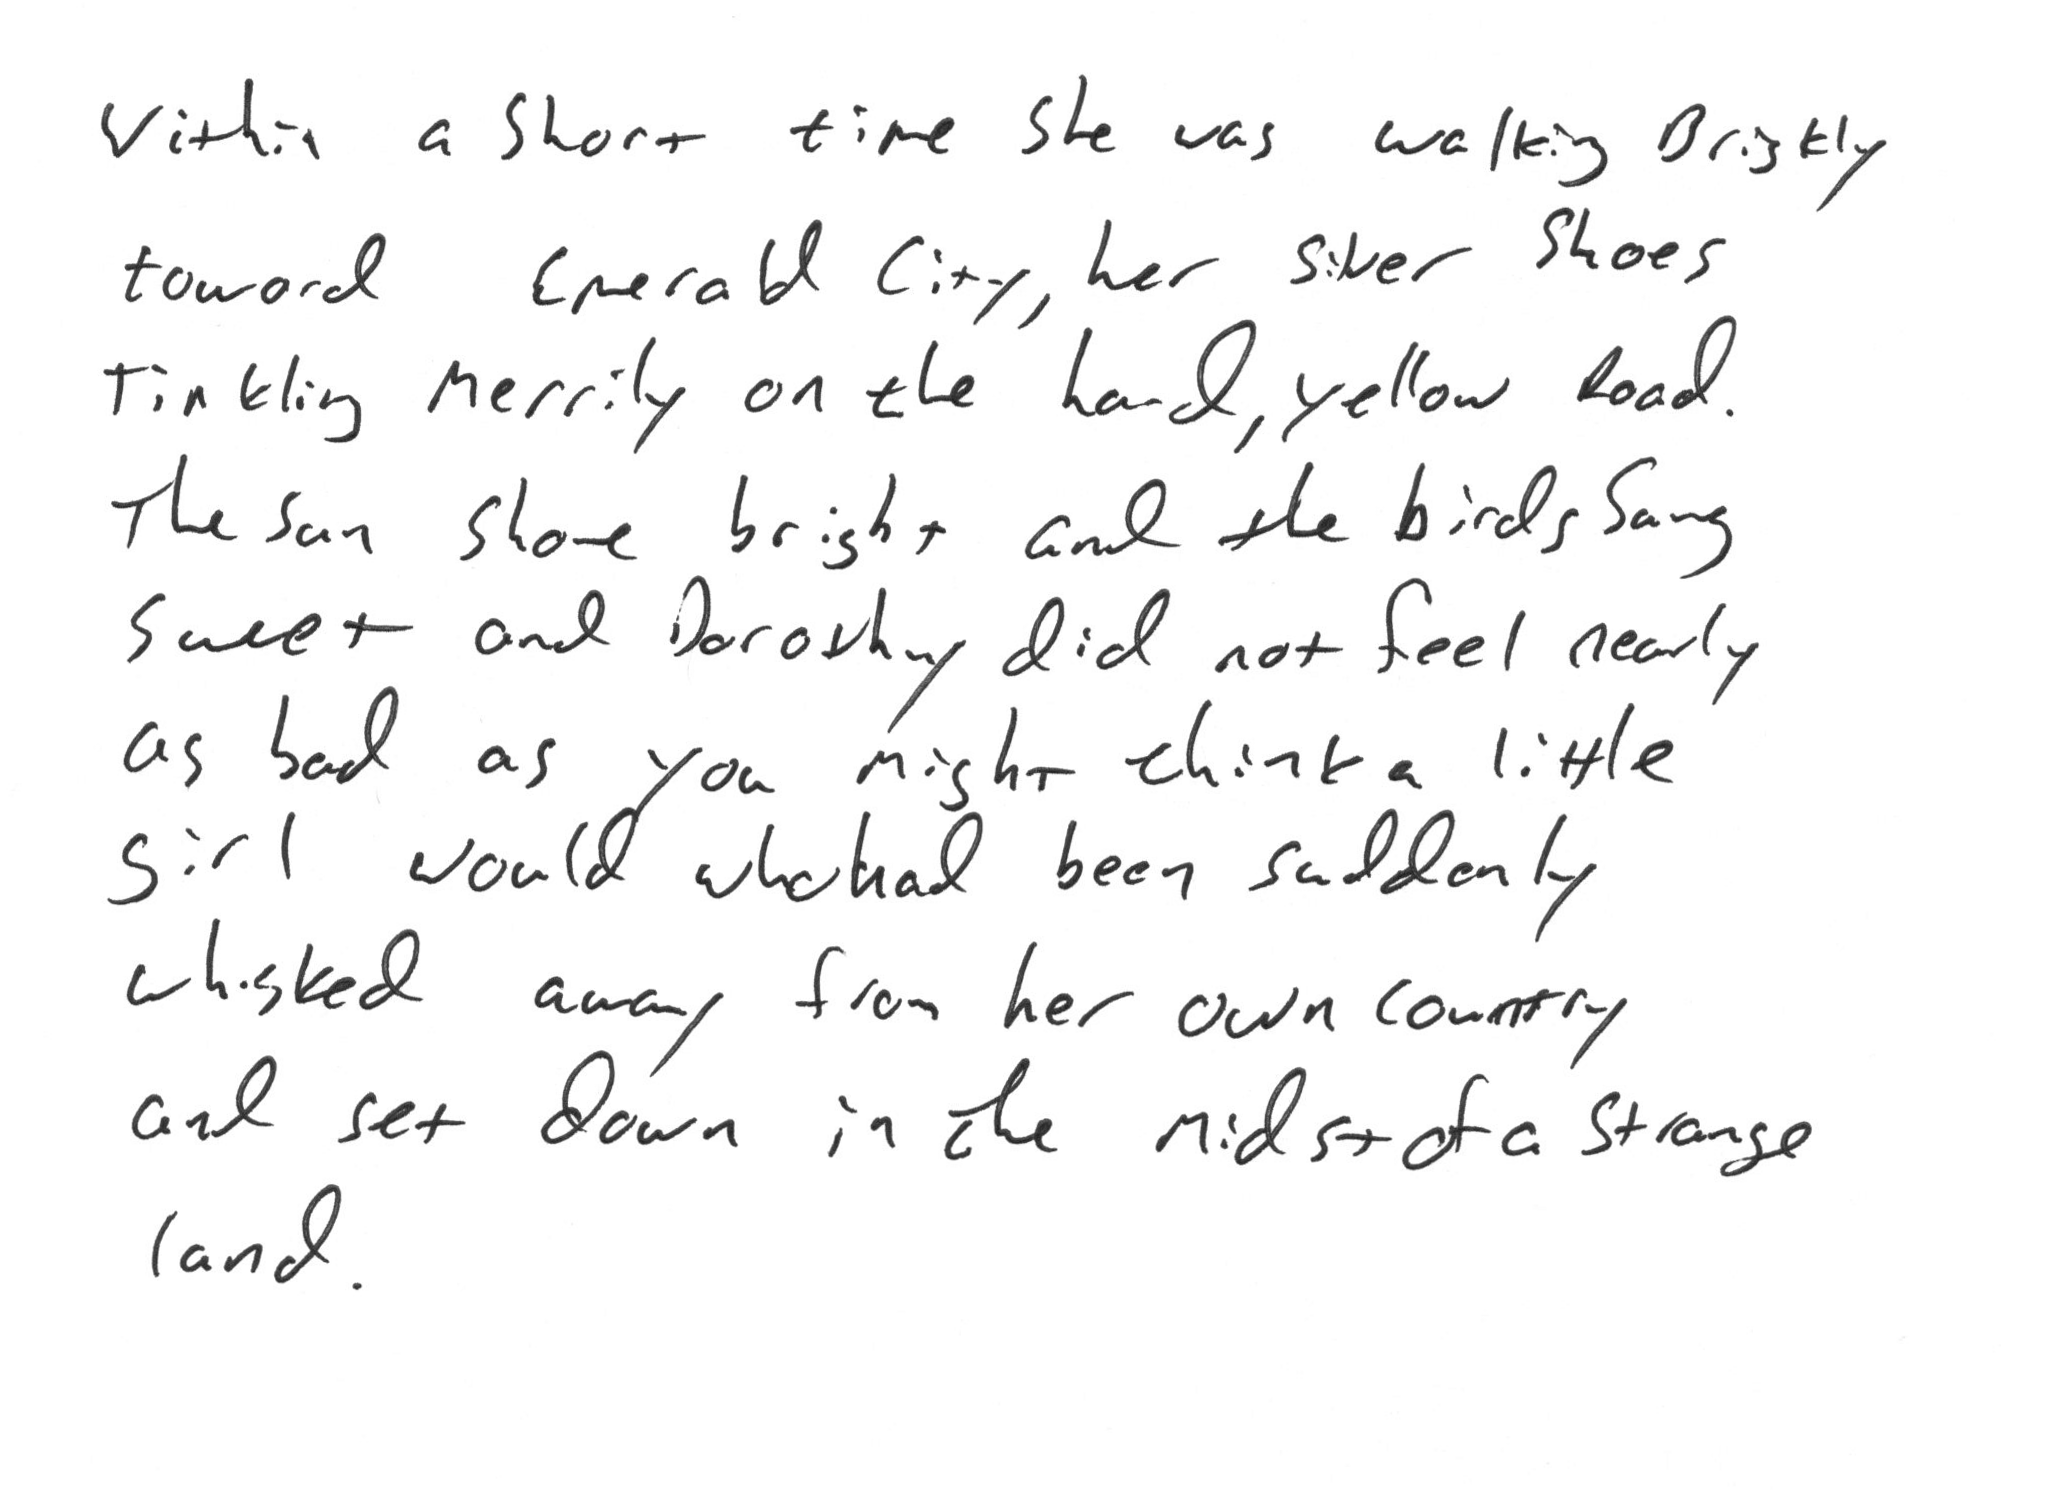 Within a Short time She was walking Briskly
toward Emerald City, her Silver Shoes
Tinkling Merrily on the hard, yellow Road.
The Sun Shone bright and the birds Sang
Sweet and Dorothy did not feel nearly
as bad as you might think a little
girl would who had been suddenly
whisked away from her own country
and set down in the midst of a Strange
land.